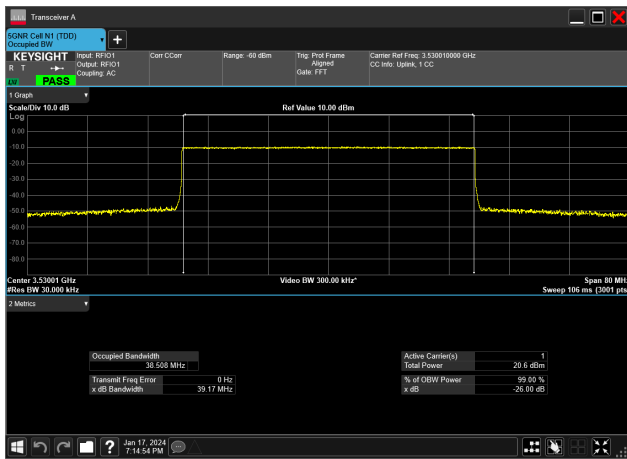 Transceiver A
5GNR Cell N1 (TDD)
Occupied BW
KEYSIGHT
R T
PASS
Input: RFIO1
Output: RFIO1
Coupling: AC
Corr CCorr
Range: -60 dBm
Trig: Prot Frame
Aligned
Gate: FFT
Carrier Ref Freq: 3.530010000 GHz
CC Info: Uplink, 1 CC
1 Graph
Scale/Div 10.0 dB
Ref Value 10.00 dBm
Log
0.00
-10.0
-20.0
-30.0
-40.0
-50.0
-60.0
-70.0
-80.0
Center 3.53001 GHz
Video BW 300.00 kHz*
Span 80 MHz
#Res BW 30.000 kHz
Sweep 106 ms (3001 pts)
2 Metrics
Occupied Bandwidth
38.508 MHz
Transmit Freq Error 0 Hz
x dB Bandwidth 39.17 MHz
Active Carrier(s) 1
Total Power 20.6 dBm
% of OBW Power 99.00 %
x dB -26.00 dB
? Jan 17, 2024
7:14:54 PM